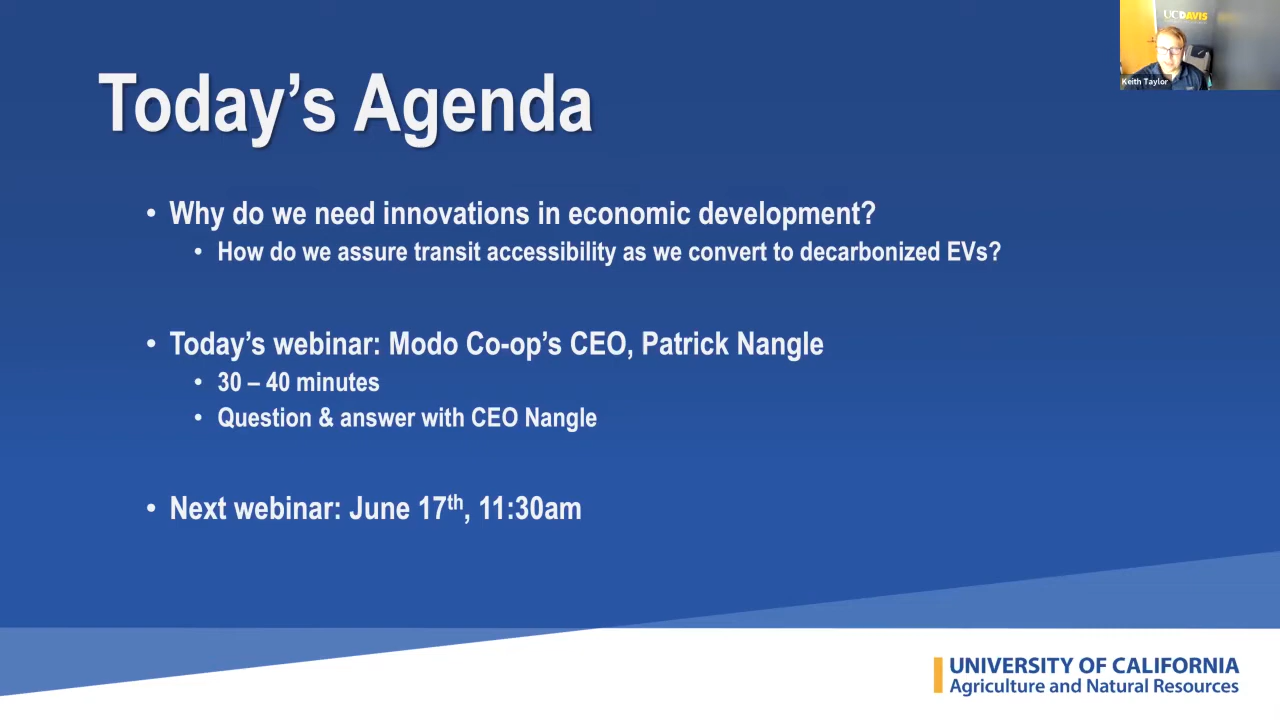 UCDAVIS
Keith Taylor
Today’s Agenda
• Why do we need innovations in economic development?
• How do we assure transit accessibility as we convert to decarbonized EVs?
• Today’s webinar: Modo Co-op’s CEO, Patrick Nangle
• 30 – 40 minutes
• Question & answer with CEO Nangle
• Next webinar: June 17th, 11:30am
UNIVERSITY OF CALIFORNIA
Agriculture and Natural Resources